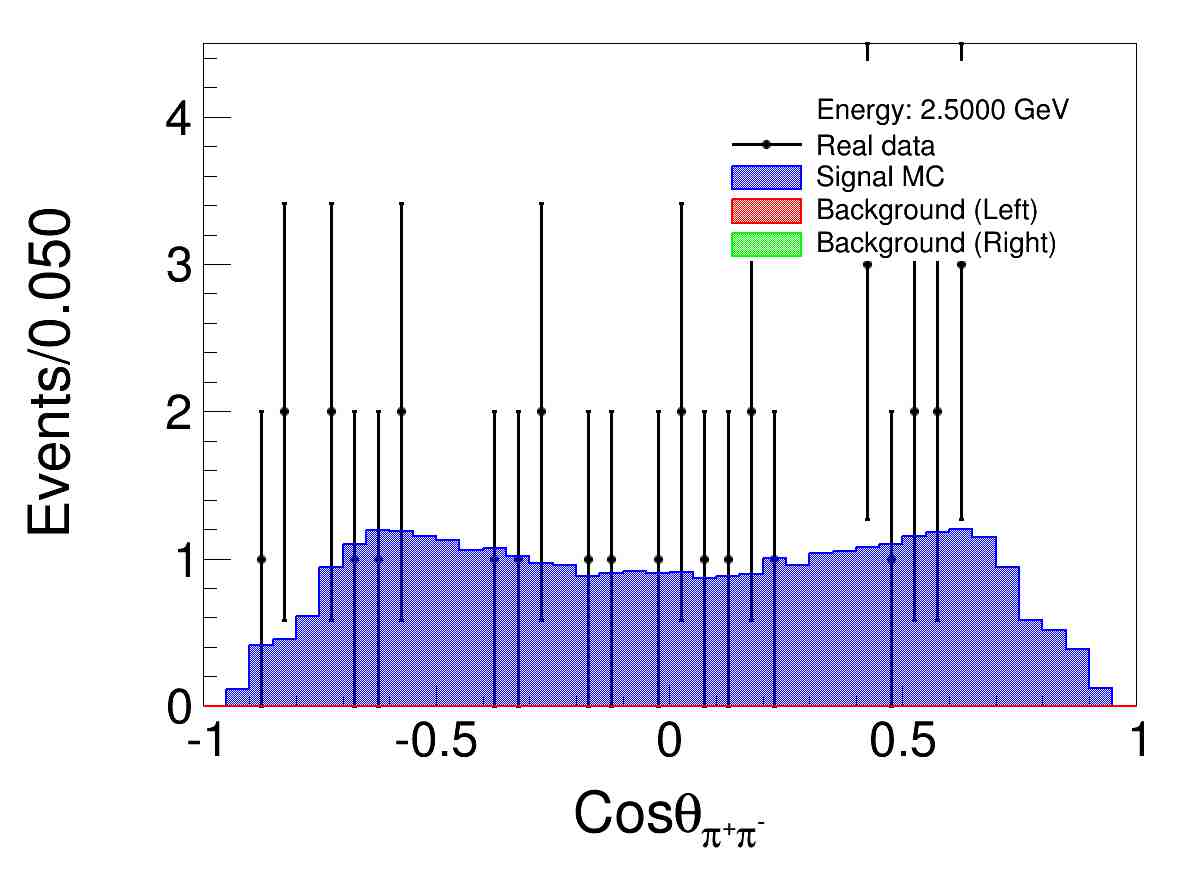 Events/0.050
4
3
2
1
0
Energy: 2.5000 GeV
Real data
Signal MC
Background (Left)
Background (Right)
-1 -0.5 0 0.5 1
Cosθπ⁺π⁻